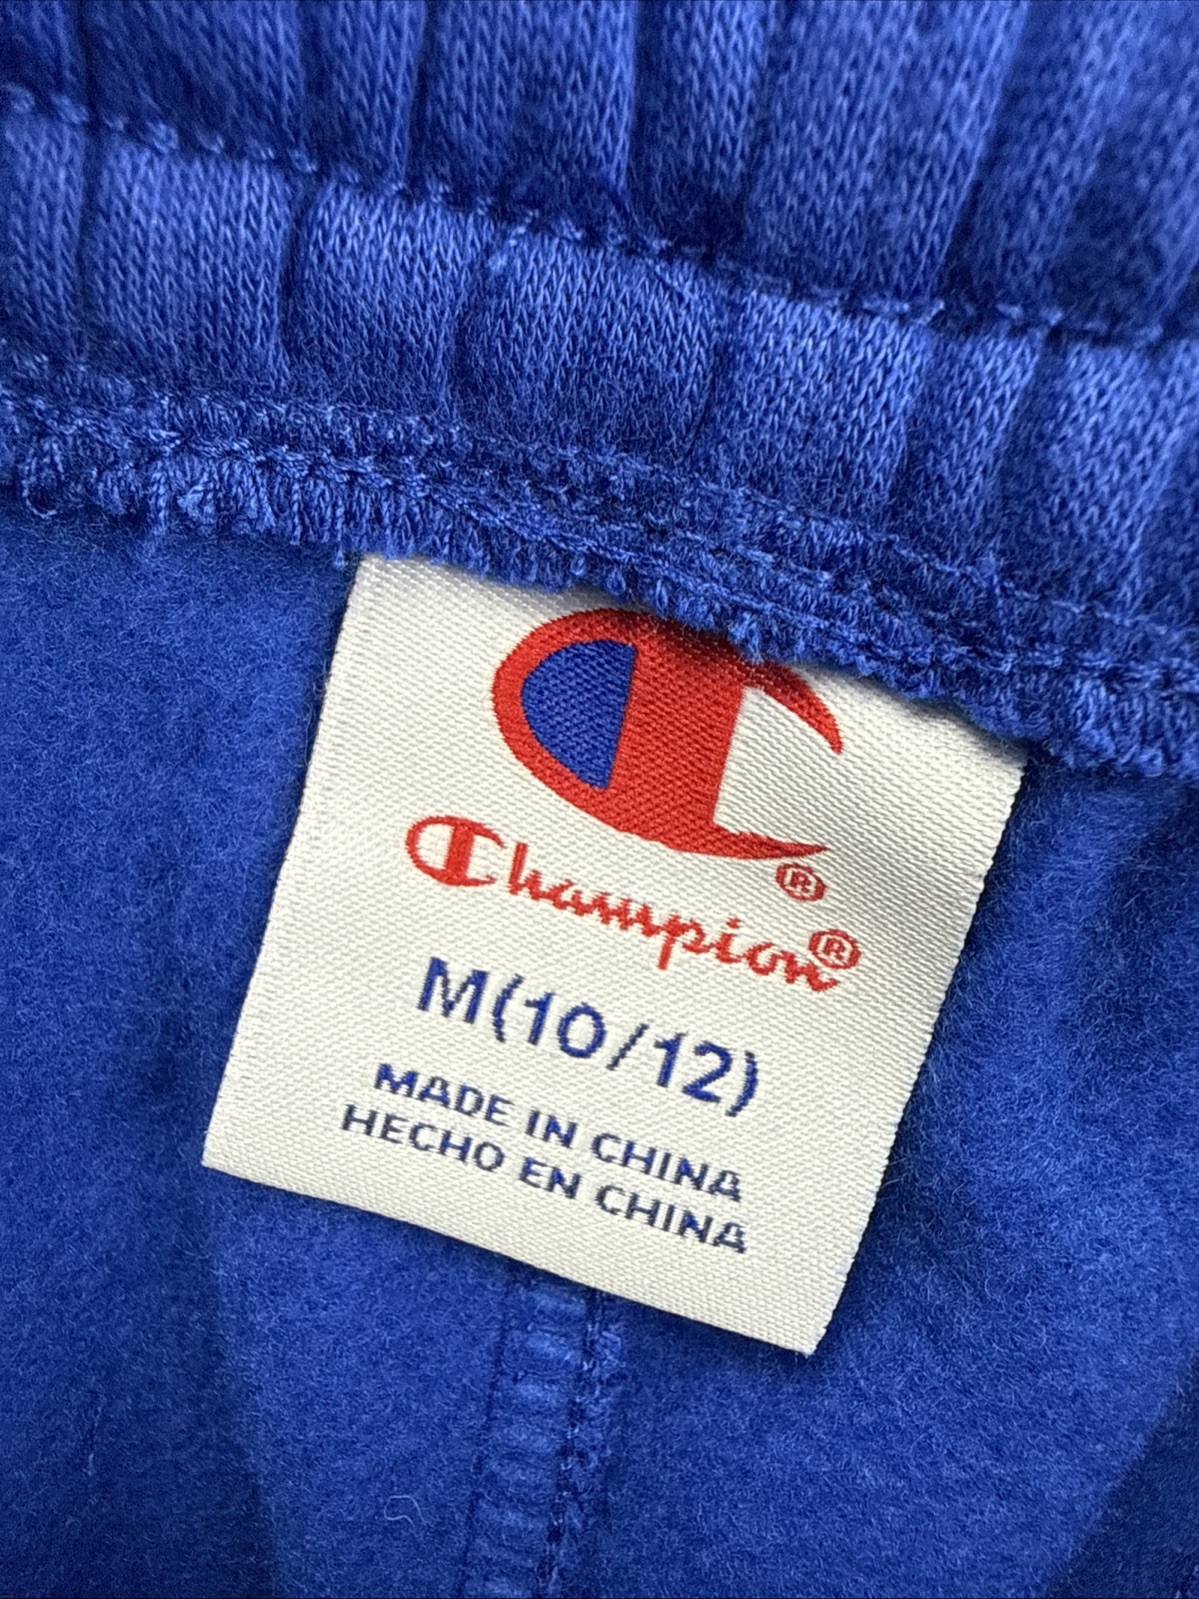 ®
Champion®
M(10/12)
MADE IN CHINA
HECHO EN CHINA